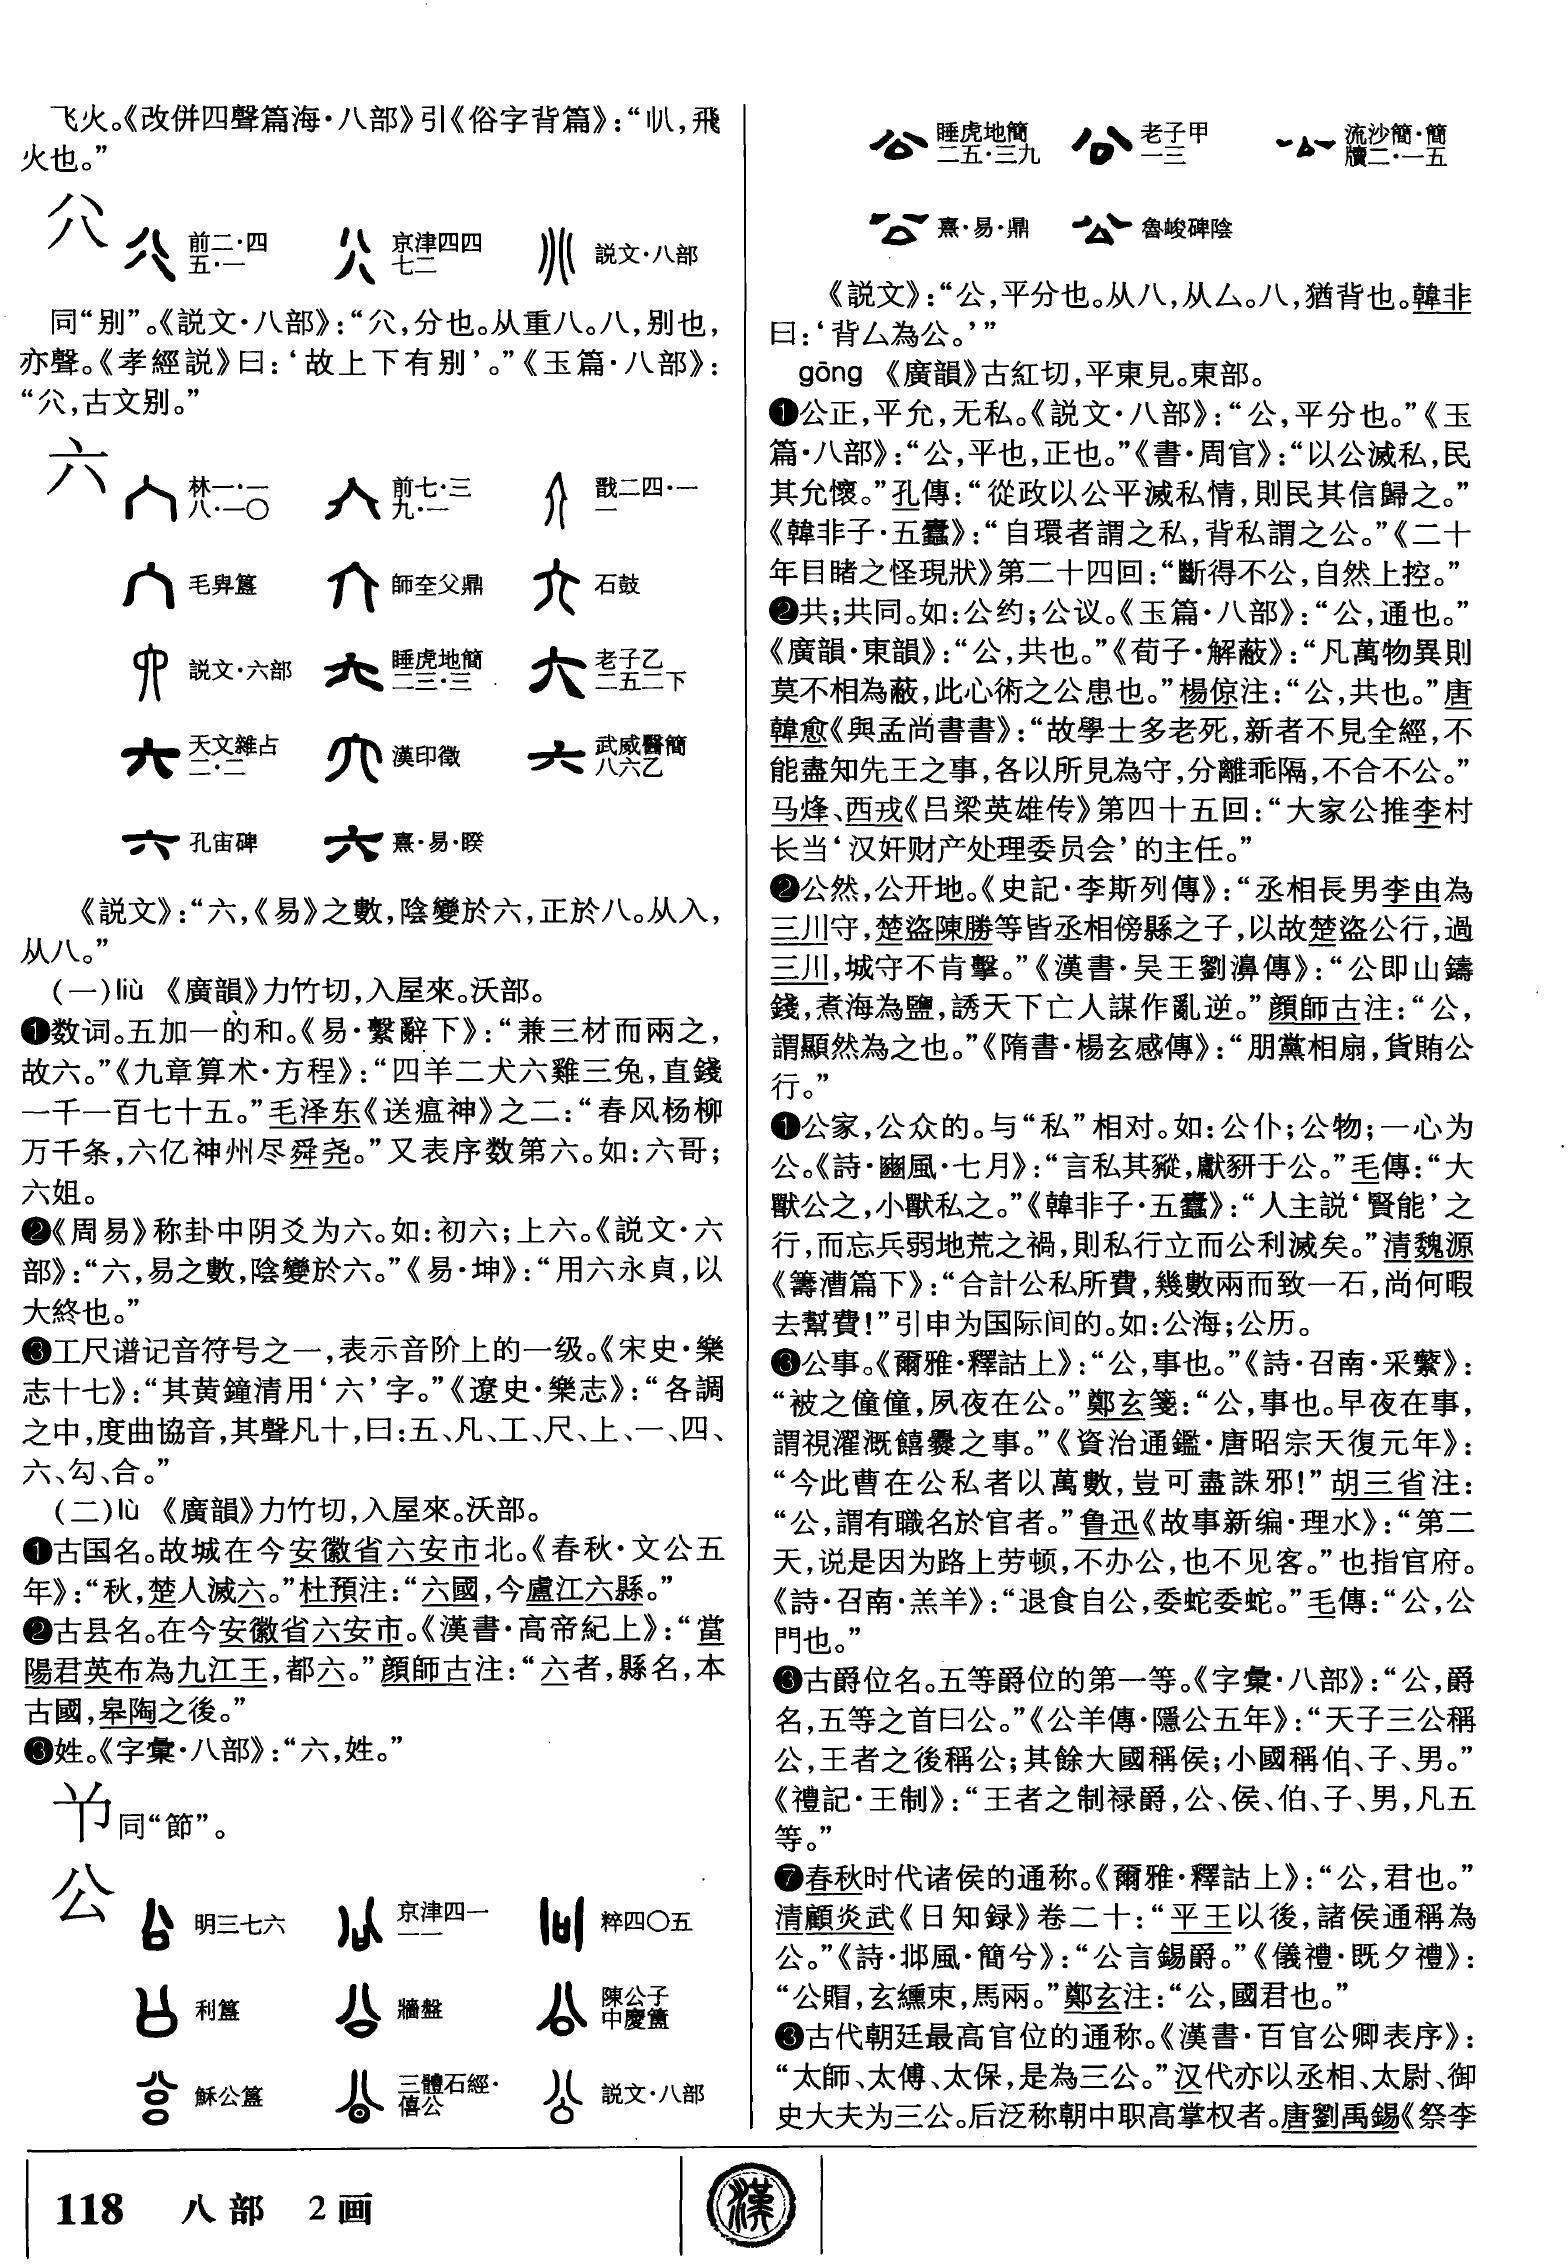 飞火。《改併四聲篇海·八部》引《俗字背篇》：“㐺，飛
火也。”
㕣
前二·四
五·一
京津四四
七二
説文·八部
同“别”。《説文·八部》：“㕣，分也。从重八。八，别也，
亦聲。《孝經説》曰：‘故上下有别’。”《玉篇·八部》：
“㕣，古文别。”
六
林一·一
八·一〇
前七·三
九·一
戬二四·一
一
毛𢍰簋
師𡘇父鼎
石鼓
説文·六部
睡虎地簡
二三·三
老子乙
二五二下
天文雜占
二·二
漢印徵
武威醫簡
八六乙
孔宙碑
熹·易·睽
《説文》：“六，《易》之數，陰變於六，正於八。从入，
从八。”
(一)liù 《廣韻》力竹切，入屋來。沃部。
❶数词。五加一的和。《易·繫辭下》：“兼三材而兩之，
故六。”《九章算术·方程》：“四羊二犬六雞三兔，直錢
一千一百七十五。”毛泽东《送瘟神》之二：“春风杨柳
万千条，六亿神州尽舜尧。”又表序数第六。如：六哥；
六姐。
❷《周易》称卦中阴爻为六。如：初六；上六。《説文·六
部》：“六，易之數，陰變於六。”《易·坤》：“用六永貞，以
大終也。”
❸工尺谱记音符号之一，表示音阶上的一级。《宋史·樂
志十七》：“其黄鐘清用‘六’字。”《遼史·樂志》：“各調
之中，度曲協音，其聲凡十，曰：五、凡、工、尺、上、一、四、
六、勾、合。”
(二)lù 《廣韻》力竹切，入屋來。沃部。
❶古国名。故城在今安徽省六安市北。《春秋·文公五
年》：“秋，楚人滅六。”杜預注：“六國，今廬江六縣。”
❷古县名。在今安徽省六安市。《漢書·高帝紀上》：“當
陽君英布為九江王，都六。”顔師古注：“六者，縣名，本
古國，皋陶之後。”
❸姓。《字彙·八部》：“六，姓。”
同“節”。
公
明三七六
京津四一
一一
粹四〇五
利簋
牆盤
陳公子
中慶簠
穌公簋
三體石經·
僖公
説文·八部
睡虎地簡
二五·三九
老子甲
一三
流沙簡·簡
牘二·一五
熹·易·鼎
魯峻碑陰
《説文》：“公，平分也。从八，从厶。八，猶背也。韓非
曰：‘背厶為公。’”
gōng 《廣韻》古紅切，平東見。東部。
❶公正，平允，无私。《説文·八部》：“公，平分也。”《玉
篇·八部》：“公，平也，正也。”《書·周官》：“以公滅私，民
其允懷。”孔傳：“從政以公平滅私情，則民其信歸之。”
《韓非子·五蠹》：“自環者謂之私，背私謂之公。”《二十
年目睹之怪現狀》第二十四回：“斷得不公，自然上控。”
❷共；共同。如：公约；公议。《玉篇·八部》：“公，通也。”
《廣韻·東韻》：“公，共也。”《荀子·解蔽》：“凡萬物異則
莫不相為蔽，此心術之公患也。”楊倞注：“公，共也。”唐
韓愈《與孟尚書書》：“故學士多老死，新者不見全經，不
能盡知先王之事，各以所見為守，分離乖隔，不合不公。”
马烽、西戎《吕梁英雄传》第四十五回：“大家公推李村
长当‘汉奸财产处理委员会’的主任。”
❷公然，公开地。《史記·李斯列傳》：“丞相長男李由為
三川守，楚盜陳勝等皆丞相傍縣之子，以故楚盜公行，過
三川，城守不肯擊。”《漢書·吴王劉濞傳》：“公即山鑄
錢，煮海為鹽，誘天下亡人謀作亂逆。”顔師古注：“公，
謂顯然為之也。”《隋書·楊玄感傳》：“朋黨相扇，貨賄公
行。”
❶公家，公众的。与“私”相对。如：公仆；公物；一心为
公。《詩·豳風·七月》：“言私其豵，獻豜于公。”毛傳：“大
獸公之，小獸私之。”《韓非子·五蠹》：“人主説‘賢能’之
行，而忘兵弱地荒之禍，則私行立而公利滅矣。”清魏源
《籌漕篇下》：“合計公私所費，幾數兩而致一石，尚何暇
去幫費！”引申为国际间的。如：公海；公历。
❸公事。《爾雅·釋詁上》：“公，事也。”《詩·召南·采蘩》：
“被之僮僮，夙夜在公。”鄭玄箋：“公，事也。早夜在事，
謂視濯溉饎爨之事。”《資治通鑑·唐昭宗天復元年》：
“今此曹在公私者以萬數，豈可盡誅邪！”胡三省注：
“公，謂有職名於官者。”鲁迅《故事新编·理水》：“第二
天，说是因为路上劳顿，不办公，也不见客。”也指官府。
《詩·召南·羔羊》：“退食自公，委蛇委蛇。”毛傳：“公，公
門也。”
❸古爵位名。五等爵位的第一等。《字彙·八部》：“公，爵
名，五等之首曰公。”《公羊傳·隱公五年》：“天子三公稱
公，王者之後稱公；其餘大國稱侯；小國稱伯、子、男。”
《禮記·王制》：“王者之制禄爵，公、侯、伯、子、男，凡五
等。”
❼春秋时代诸侯的通称。《爾雅·釋詁上》：“公，君也。”
清顧炎武《日知録》卷二十：“平王以後，諸侯通稱為
公。”《詩·邶風·簡兮》：“公言錫爵。”《儀禮·既夕禮》：
“公賵，玄纁束，馬兩。”鄭玄注：“公，國君也。”
❸古代朝廷最高官位的通称。《漢書·百官公卿表序》：
“太師、太傅、太保，是為三公。”汉代亦以丞相、太尉、御
史大夫为三公。后泛称朝中职高掌权者。唐劉禹錫《祭李
118 八部 2画
漢